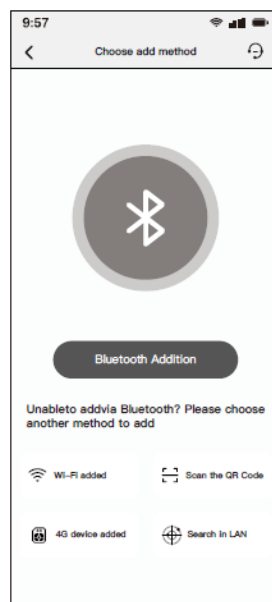 9:57
Choose add method
Bluetooth Addition
Unableto addvia Bluetooth? Please choose
another method to add
Wi-Fi added
Scan the QR Code
4G device added
Search in LAN